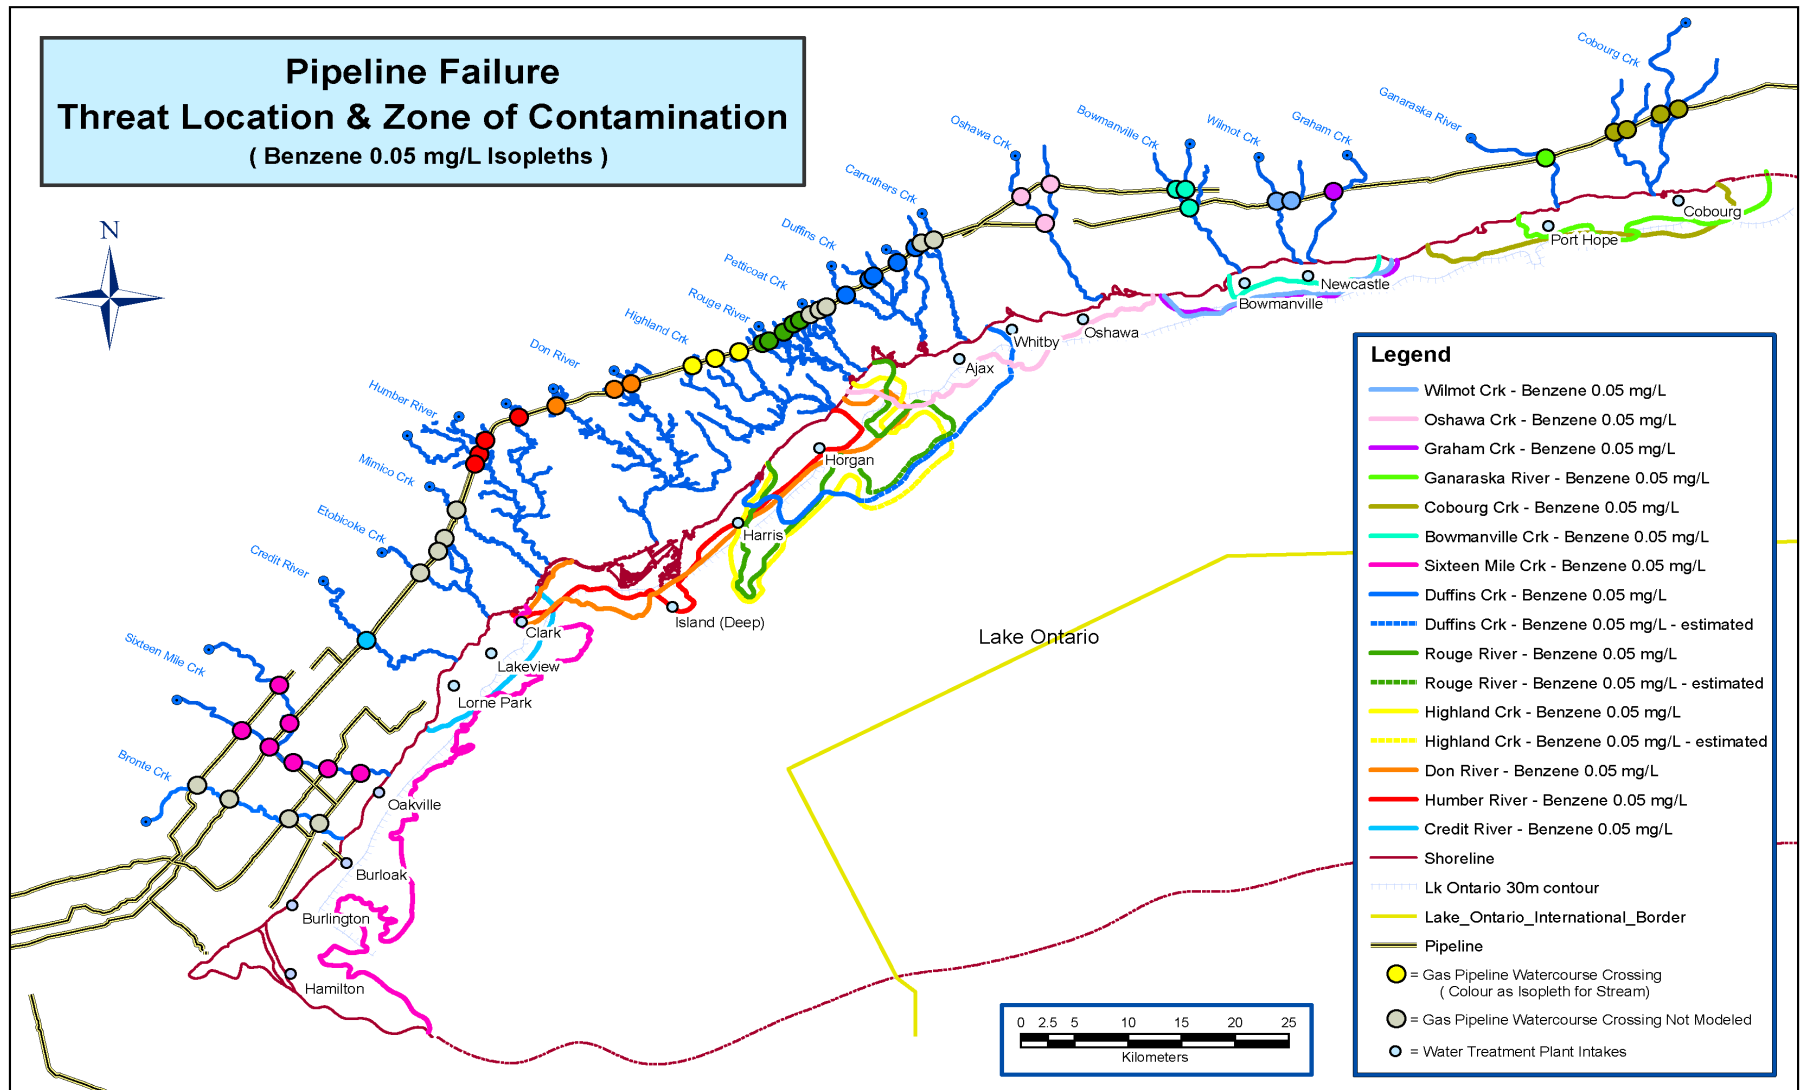 Pipeline Failure
Threat Location & Zone of Contamination
( Benzene 0.05 mg/L Isopleths )
N
Cobourg Crk
Ganaraska River
Graham Crk
Wilmot Crk
Bowmanville Crk
Oshawa Crk
Carruthers Crk
Duffins Crk
Petticoat Crk
Rouge River
Highland Crk
Don River
Humber River
Mimico Crk
Etobicoke Crk
Credit River
Sixteen Mile Crk
Bronte Crk
Cobourg
Port Hope
Newcastle
Bowmanville
Oshawa
Whitby
Ajax
Horgan
Harris
Island (Deep)
Clark
Lakeview
Lorne Park
Oakville
Burloak
Burlington
Hamilton
Lake Ontario
Legend
Wilmot Crk - Benzene 0.05 mg/L
Oshawa Crk - Benzene 0.05 mg/L
Graham Crk - Benzene 0.05 mg/L
Ganaraska River - Benzene 0.05 mg/L
Cobourg Crk - Benzene 0.05 mg/L
Bowmanville Crk - Benzene 0.05 mg/L
Sixteen Mile Crk - Benzene 0.05 mg/L
Duffins Crk - Benzene 0.05 mg/L
Duffins Crk - Benzene 0.05 mg/L - estimated
Rouge River - Benzene 0.05 mg/L
Rouge River - Benzene 0.05 mg/L - estimated
Highland Crk - Benzene 0.05 mg/L
Highland Crk - Benzene 0.05 mg/L - estimated
Don River - Benzene 0.05 mg/L
Humber River - Benzene 0.05 mg/L
Credit River - Benzene 0.05 mg/L
Shoreline
Lk Ontario 30m contour
Lake_Ontario_International_Border
Pipeline
= Gas Pipeline Watercourse Crossing
( Colour as Isopleth for Stream)
= Gas Pipeline Watercourse Crossing Not Modeled
= Water Treatment Plant Intakes
0 2.5 5 10 15 20 25
Kilometers